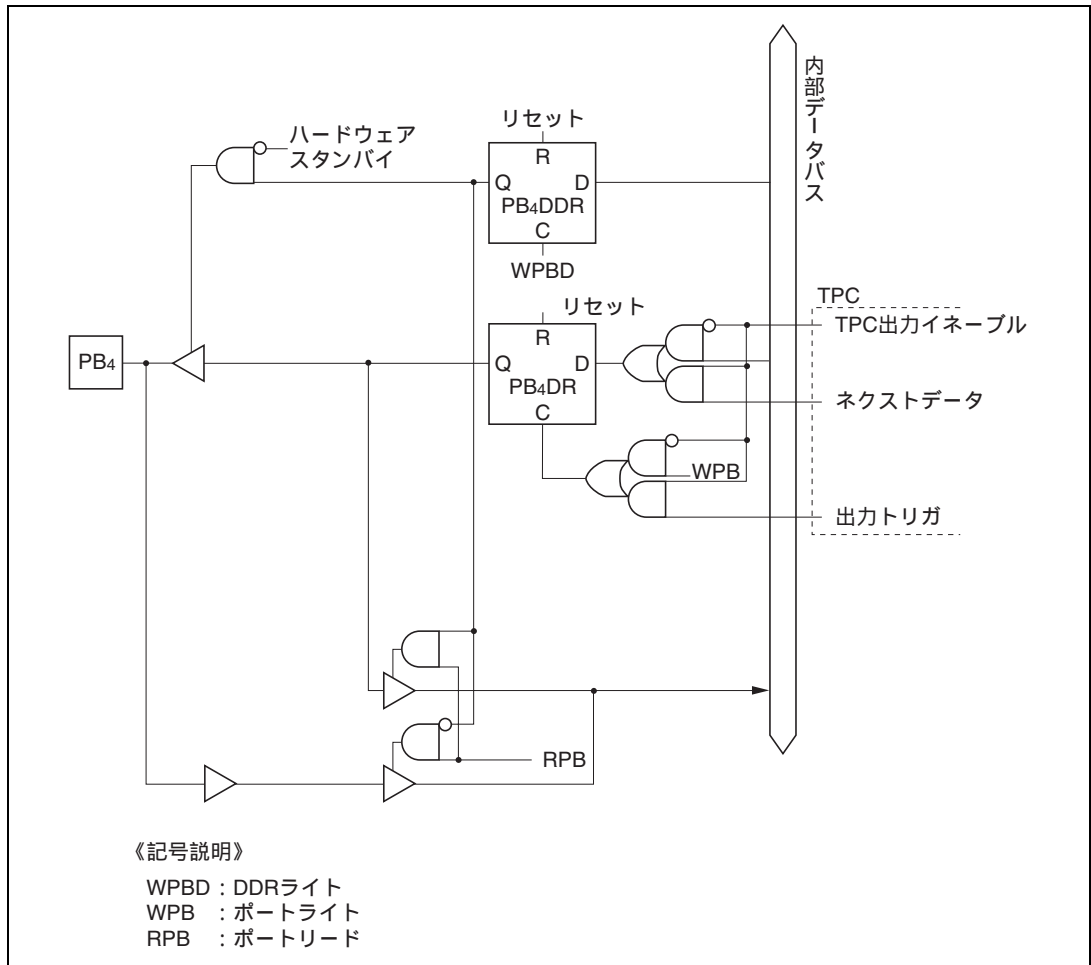 内部データバス
ハードウェア
スタンバイ
リセット
R
Q
D
PB4DDR
C
WPBD
リセット
TPC
TPC出力イネーブル
PB4
R
Q
D
PB4DR
C
ネクストデータ
WPB
出力トリガ
RPB
《記号説明》
WPBD：DDRライト
WPB ：ポートライト
RPB ：ポートリード